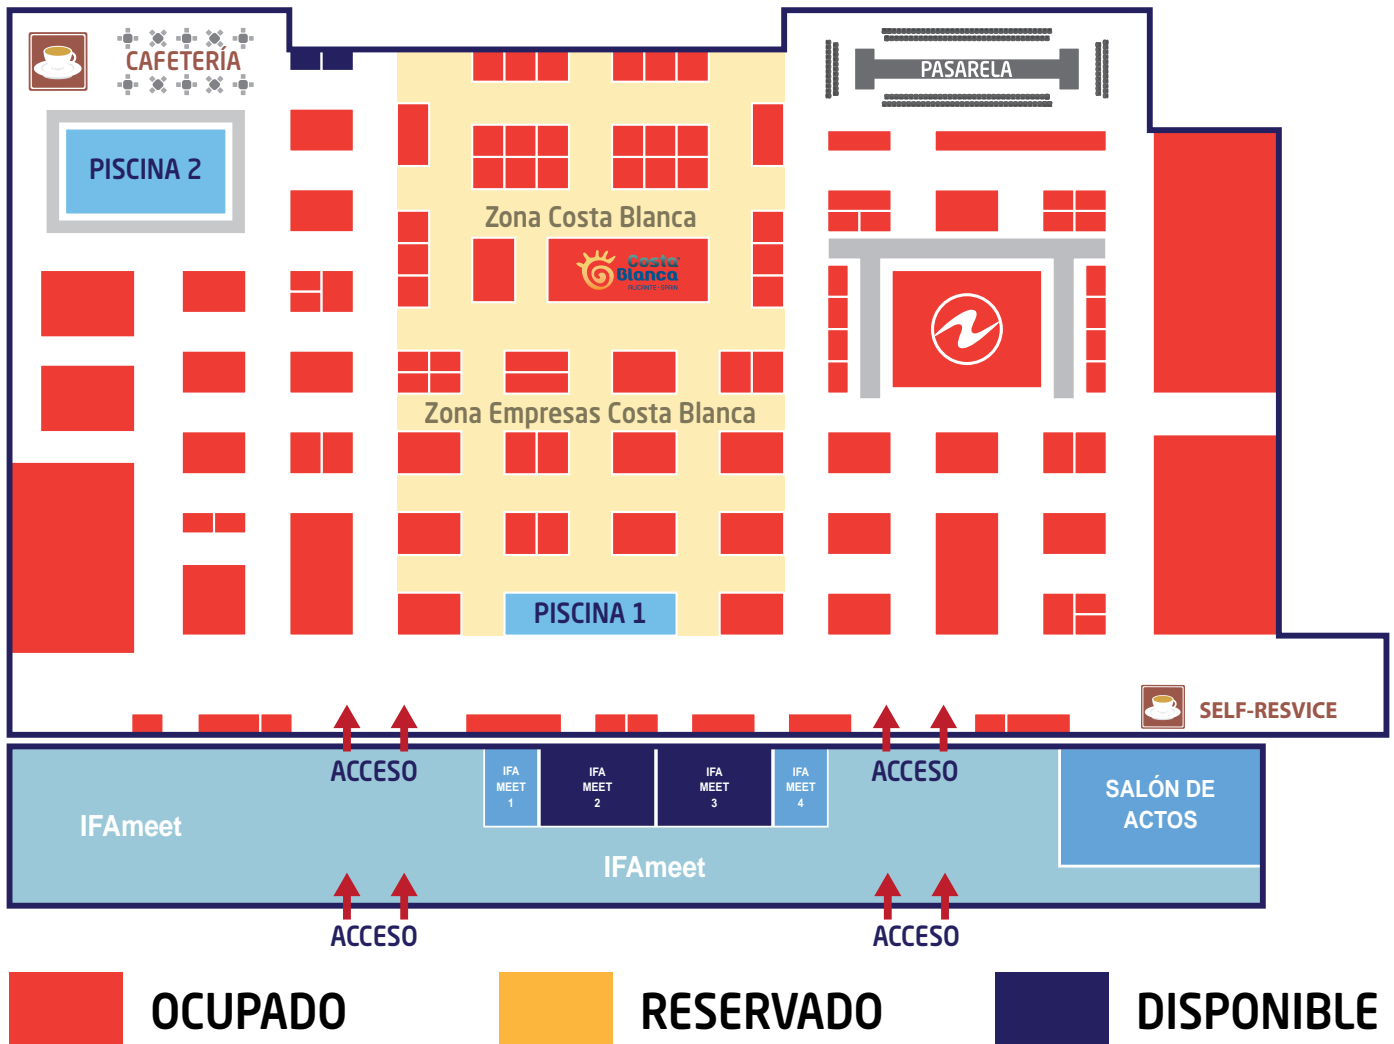 CAFETERÍA
PASARELA
PISCINA 2
Zona Costa Blanca
Costa
Blanca
ALICANTE - SPAIN
Zona Empresas Costa Blanca
PISCINA 1
SELF-RESVICE
ACCESO
ACCESO
IFA
MEET
1
IFA
MEET
2
IFA
MEET
3
IFA
MEET
4
SALÓN DE
ACTOS
IFAmeet
IFAmeet
ACCESO
ACCESO
OCUPADO
RESERVADO
DISPONIBLE